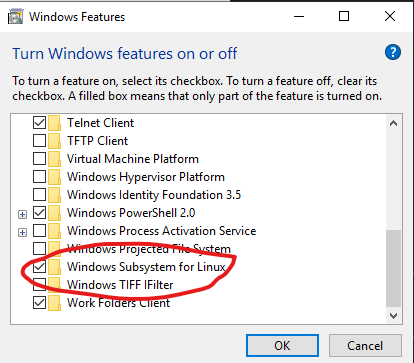 Windows Features
Turn Windows features on or off
?
To turn a feature on, select its checkbox. To turn a feature off, clear its
checkbox. A filled box means that only part of the feature is turned on.
Telnet Client
TFTP Client
Virtual Machine Platform
Windows Hypervisor Platform
Windows Identity Foundation 3.5
Windows PowerShell 2.0
Windows Process Activation Service
Windows Projected File System
Windows Subsystem for Linux
Windows TIFF IFilter
Work Folders Client
OK
Cancel